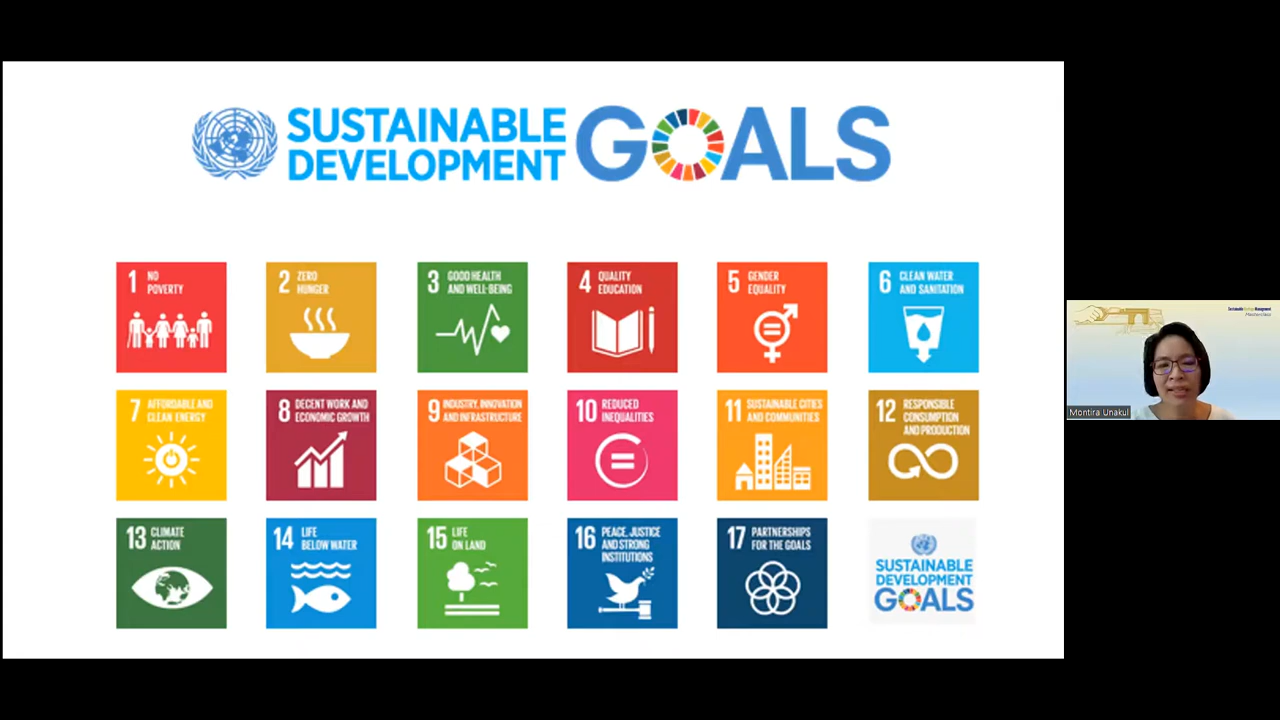 SUSTAINABLE
DEVELOPMENT
GOALS
1 NO
POVERTY
2 ZERO
HUNGER
3 GOOD HEALTH
AND WELL-BEING
4 QUALITY
EDUCATION
5 GENDER
EQUALITY
6 CLEAN WATER
AND SANITATION
7 AFFORDABLE AND
CLEAN ENERGY
8 DECENT WORK AND
ECONOMIC GROWTH
9 INDUSTRY, INNOVATION
AND INFRASTRUCTURE
10 REDUCED
INEQUALITIES
11 SUSTAINABLE CITIES
AND COMMUNITIES
12 RESPONSIBLE
CONSUMPTION
AND PRODUCTION
13 CLIMATE
ACTION
14 LIFE
BELOW WATER
15 LIFE
ON LAND
16 PEACE, JUSTICE
AND STRONG
INSTITUTIONS
17 PARTNERSHIPS
FOR THE GOALS
SUSTAINABLE
DEVELOPMENT
GOALS
Montira Unakul